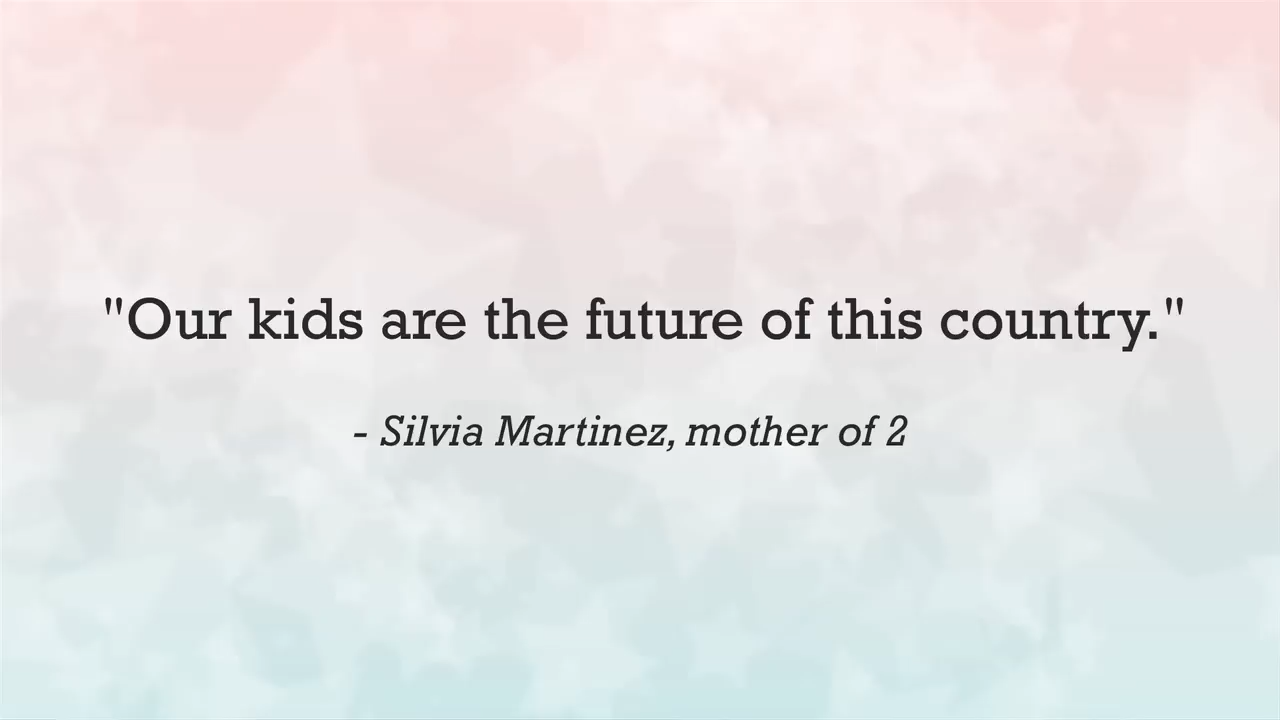 "Our kids are the future of this country."
- Silvia Martinez, mother of 2